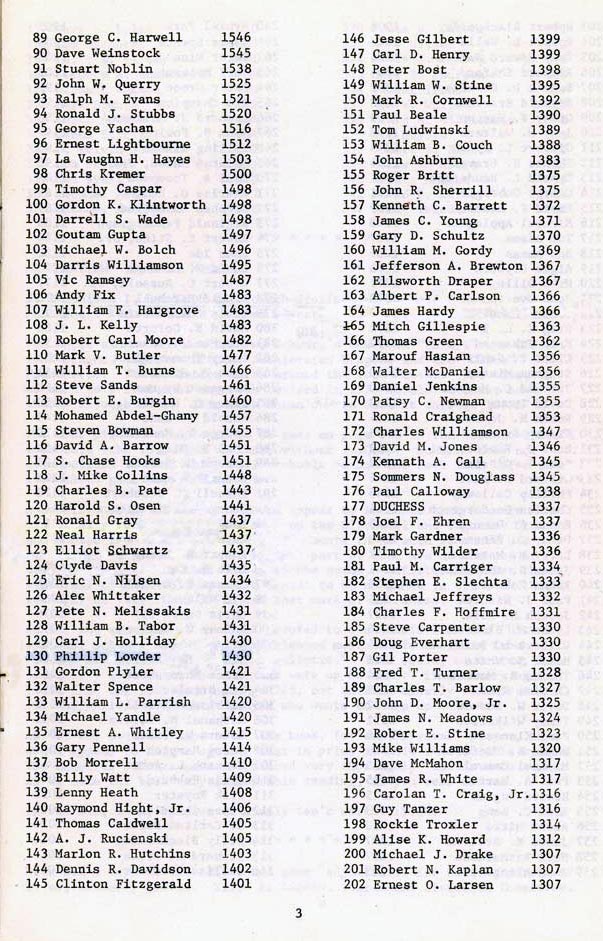 89 George C. Harwell 1546
90 Dave Weinstock 1545
91 Stuart Noblin 1538
92 John W. Querry 1525
93 Ralph M. Evans 1521
94 Ronald J. Stubbs 1520
95 George Yachan 1516
96 Ernest Lightbourne 1512
97 La Vaughn H. Hayes 1503
98 Chris Kremer 1500
99 Timothy Caspar 1498
100 Gordon K. Klintworth 1498
101 Darrell S. Wade 1498
102 Goutam Gupta 1497
103 Michael W. Bolch 1496
104 Darris Williamson 1495
105 Vic Ramsey 1487
106 Andy Fix 1483
107 William F. Hargrove 1483
108 J. L. Kelly 1483
109 Robert Carl Moore 1482
110 Mark V. Butler 1477
111 William T. Burns 1466
112 Steve Sands 1461
113 Robert E. Burgin 1460
114 Mohamed Abdel-Ghany 1457
115 Steven Bowman 1455
116 David A. Barrow 1451
117 S. Chase Hooks 1451
118 J. Mike Collins 1448
119 Charles B. Pate 1443
120 Harold S. Osen 1441
121 Ronald Gray 1437
122 Neal Harris 1437
123 Elliot Schwartz 1437
124 Clyde Davis 1435
125 Eric N. Nilsen 1434
126 Alec Whittaker 1432
127 Pete N. Melissakis 1431
128 William B. Tabor 1431
129 Carl J. Holliday 1430
130 Phillip Lowder 1430
131 Gordon Plyler 1421
132 Walter Spence 1421
133 William L. Parrish 1420
134 Michael Yandle 1420
135 Ernest A. Whitley 1415
136 Gary Pennell 1414
137 Bob Morrell 1410
138 Billy Watt 1409
139 Lenny Heath 1408
140 Raymond Hight, Jr. 1406
141 Thomas Caldwell 1405
142 A. J. Rucienski 1405
143 Marlon R. Hutchins 1403
144 Dennis R. Davidson 1402
145 Clinton Fitzgerald 1401
146 Jesse Gilbert 1399
147 Carl D. Henry 1399
148 Peter Bost 1398
149 William W. Stine 1395
150 Mark R. Cornwell 1392
151 Paul Beale 1390
152 Tom Ludwinski 1389
153 William B. Couch 1388
154 John Ashburn 1383
155 Roger Britt 1375
156 John R. Sherrill 1375
157 Kenneth C. Barrett 1372
158 James C. Young 1371
159 Gary D. Schultz 1370
160 William M. Gordy 1369
161 Jefferson A. Brewton 1367
162 Ellsworth Draper 1367
163 Albert P. Carlson 1366
164 James Hardy 1366
165 Mitch Gillespie 1363
166 Thomas Green 1362
167 Marouf Hasian 1356
168 Walter McDaniel 1356
169 Daniel Jenkins 1355
170 Patsy C. Newman 1355
171 Ronald Craighead 1353
172 Charles Williamson 1347
173 David M. Jones 1346
174 Kennath A. Call 1345
175 Sommers N. Douglass 1345
176 Paul Calloway 1338
177 DUCHESS 1337
178 Joel F. Ehren 1337
179 Mark Gardner 1336
180 Timothy Wilder 1336
181 Paul M. Carriger 1334
182 Stephen E. Slechta 1333
183 Michael Jeffreys 1332
184 Charles F. Hoffmire 1331
185 Steve Carpenter 1330
186 Doug Everhart 1330
187 Gil Porter 1330
188 Fred T. Turner 1328
189 Charles T. Barlow 1327
190 John D. Moore, Jr. 1325
191 James N. Meadows 1324
192 Robert E. Stine 1323
193 Mike Williams 1320
194 Dave McMahon 1317
195 James R. White 1317
196 Carolan T. Craig, Jr.1316
197 Guy Tanzer 1316
198 Rockie Troxler 1314
199 Alise K. Howard 1312
200 Michael J. Drake 1307
201 Robert N. Kaplan 1307
202 Ernest O. Larsen 1307
3